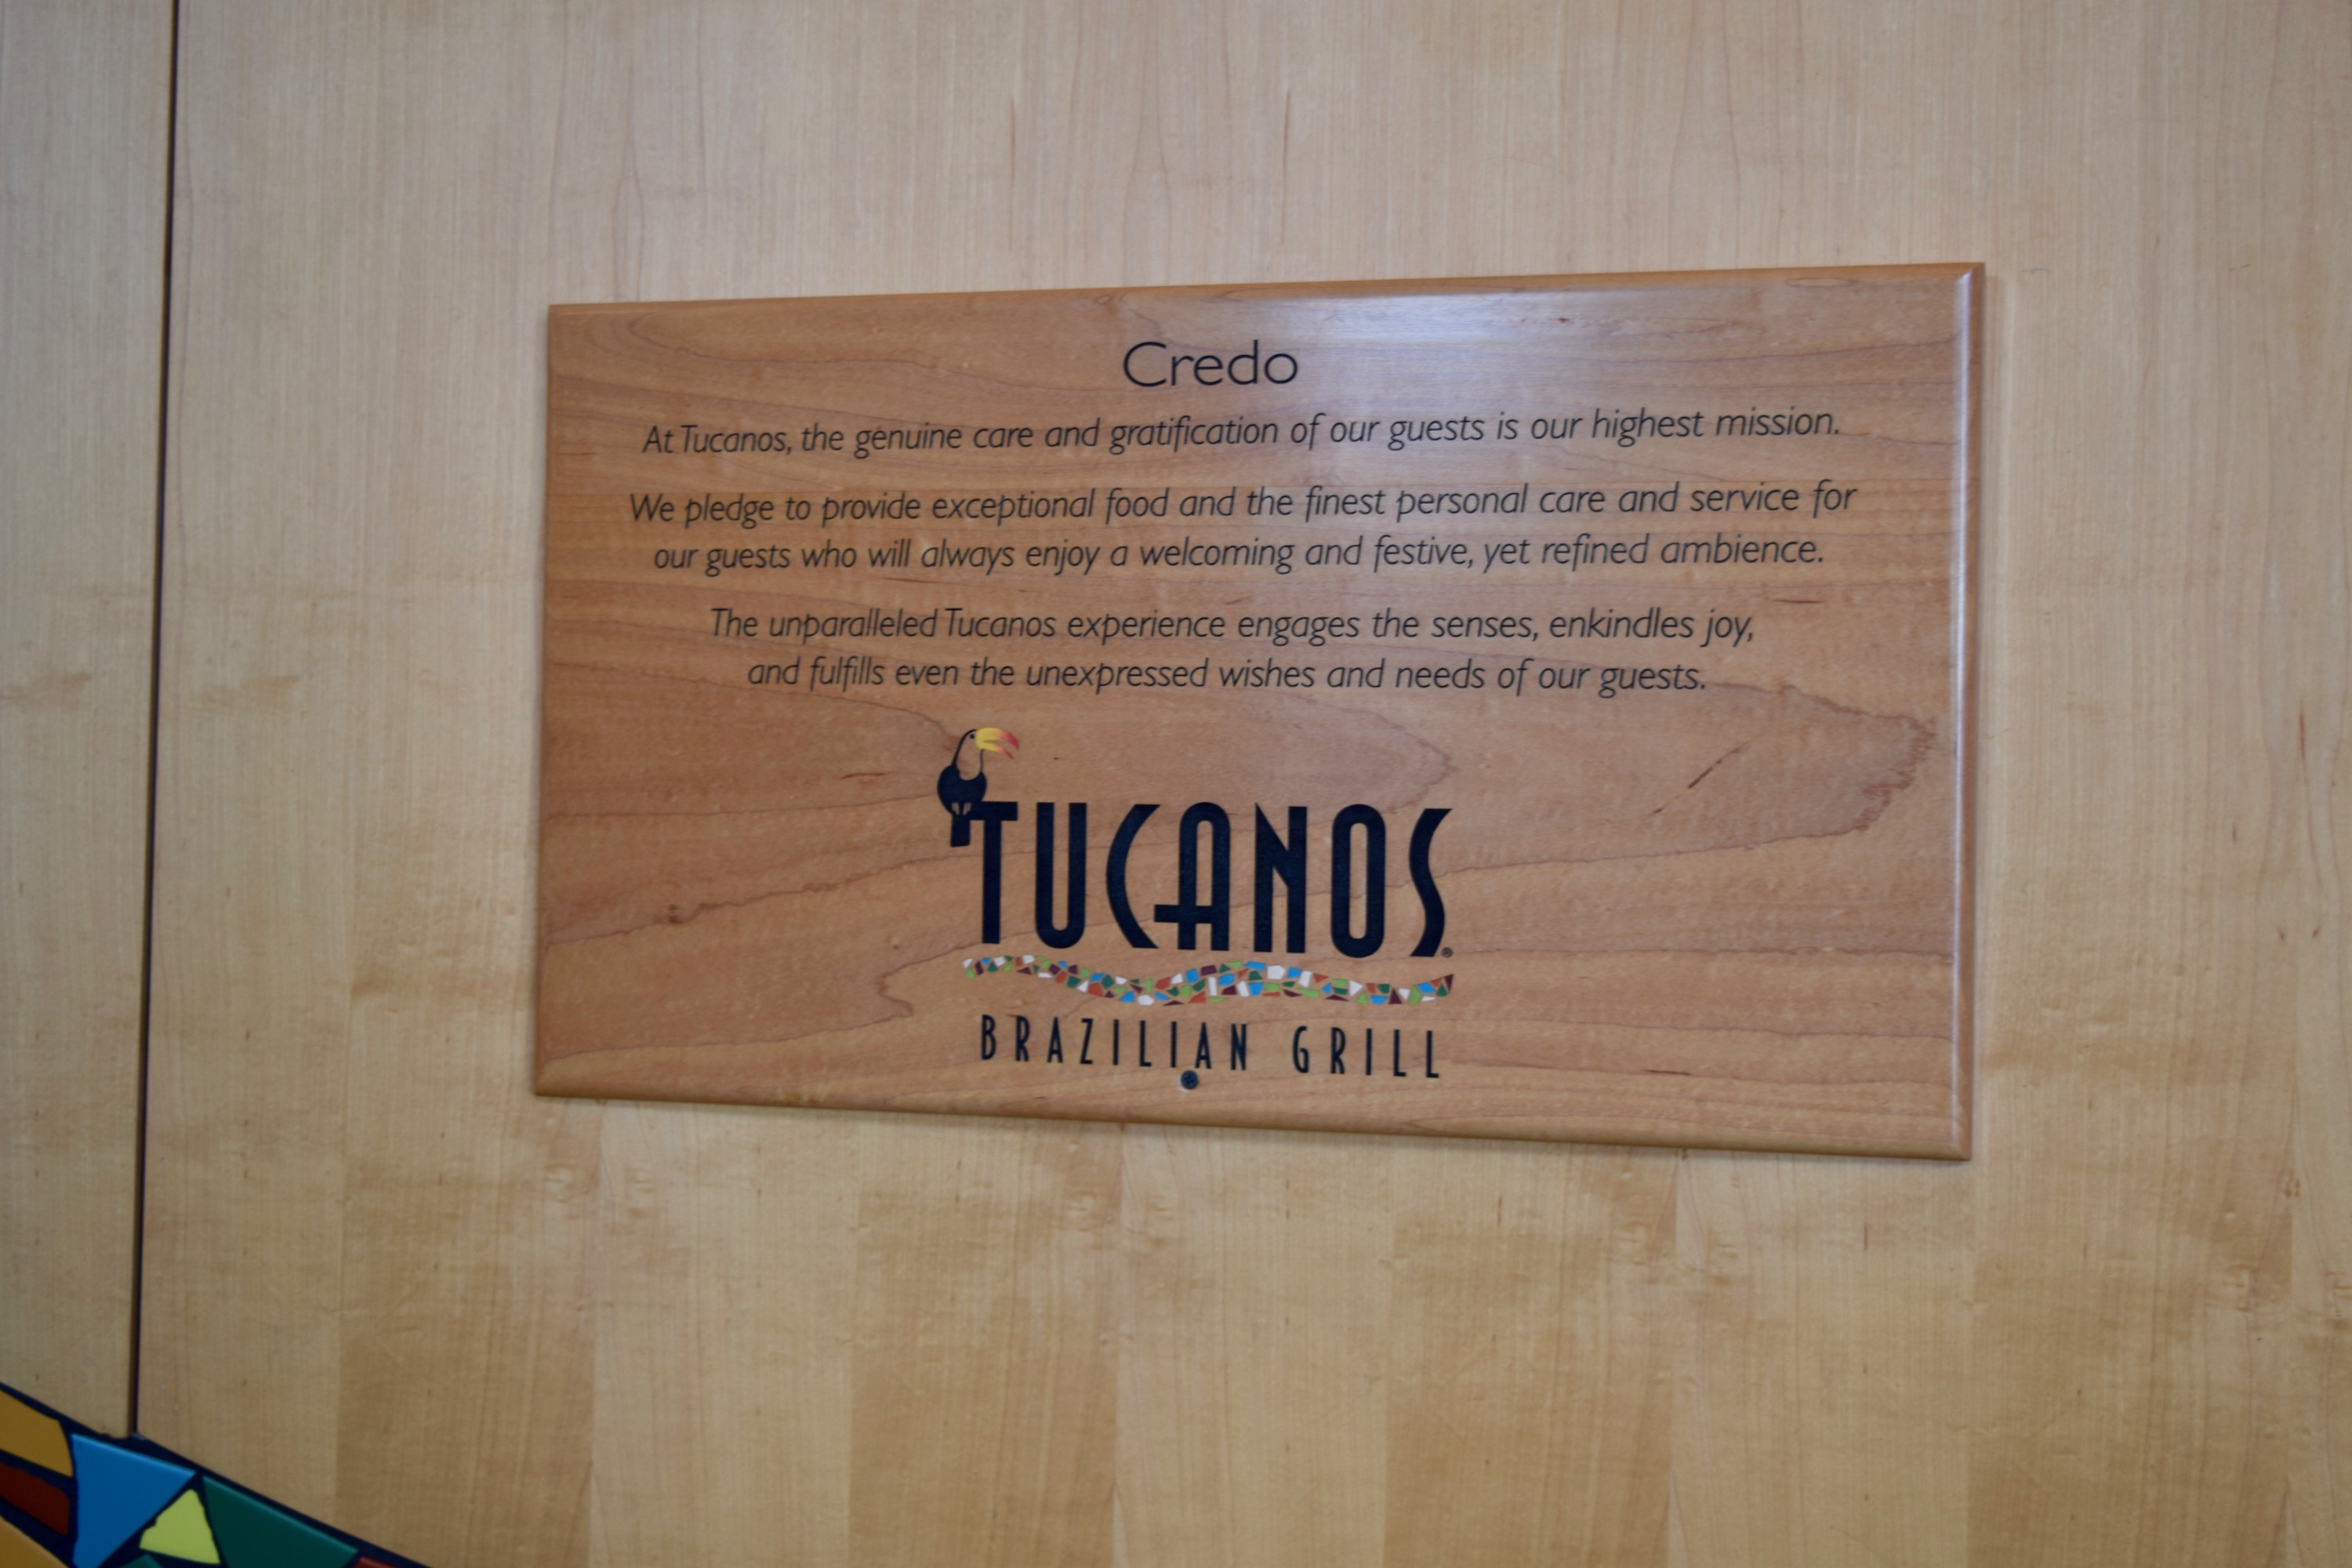 Credo
At Tucanos, the genuine care and gratification of our guests is our highest mission.
We pledge to provide exceptional food and the finest personal care and service for
our guests who will always enjoy a welcoming and festive, yet refined ambience.
The unparalleled Tucanos experience engages the senses, enkindles joy,
and fulfills even the unexpressed wishes and needs of our guests.
TUCANOS®
BRAZILIAN GRILL